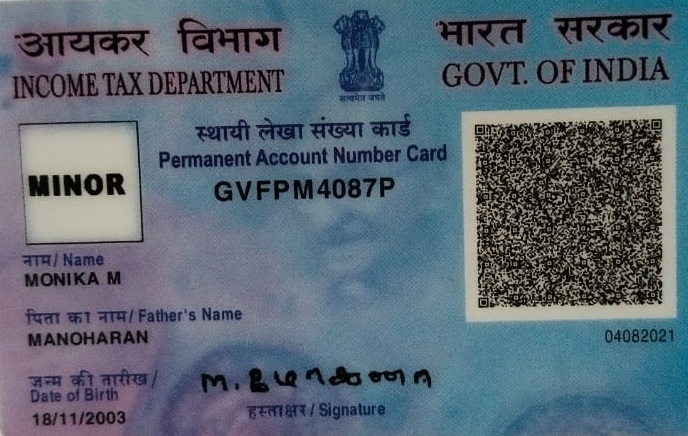 आयकर विभाग
INCOME TAX DEPARTMENT
सत्यमेव जयते
भारत सरकार
GOVT. OF INDIA
स्थायी लेखा संख्या कार्ड
Permanent Account Number Card
GVFPM4087P
MINOR
नाम / Name
MONIKA M
पिता का नाम / Father's Name
MANOHARAN
04082021
जन्म की तारीख /
Date of Birth
18/11/2003
M.
हस्ताक्षर / Signature